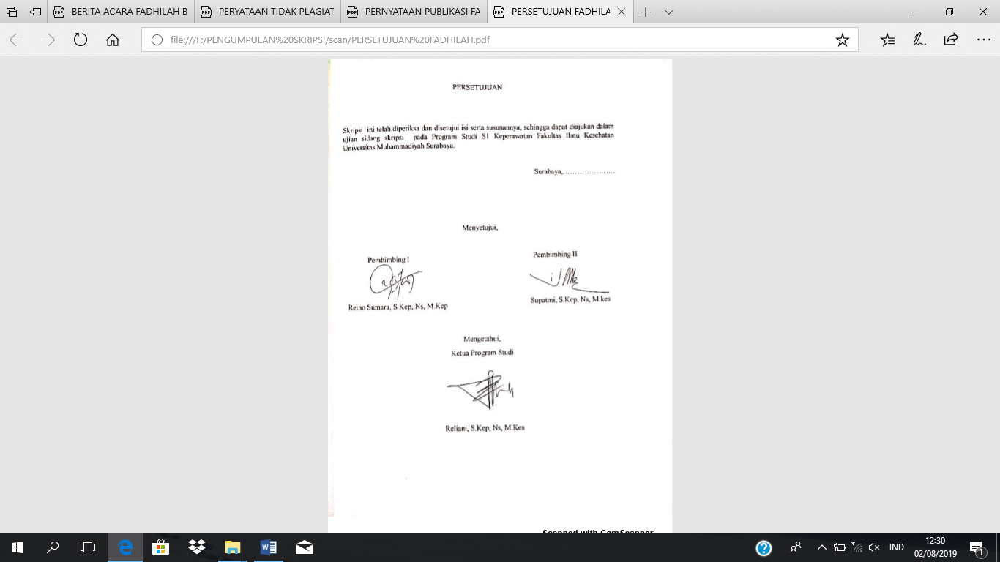 BERITA ACARA FADHILAH B
PERYATAAN TIDAK PLAGIAT
PERNYATAAN PUBLIKASI FA
PERSETUJUAN FADHILA
file:///F:/PENGUMPULAN%20SKRIPSI/scan/PERSETUJUAN%20FADHILAH.pdf
PERSETUJUAN
Skripsi ini telah diperiksa dan disetujui isi serta susunannya, sehingga dapat diajukan dalam
ujian sidang skripsi pada Program Studi S1 Keperawatan Fakultas Ilmu Kesehatan
Universitas Muhammadiyah Surabaya.
Surabaya,......................
Menyetujui,
Pembimbing I
Pembimbing II
Retno Sumara, S.Kep, Ns, M.Kep
Supatmi, S.Kep, Ns, M.kes
Mengetahui,
Ketua Program Studi
Reliani, S.Kep, Ns, M.Kes
Scanned with CamScanner
IND
12:30
02/08/2019
1